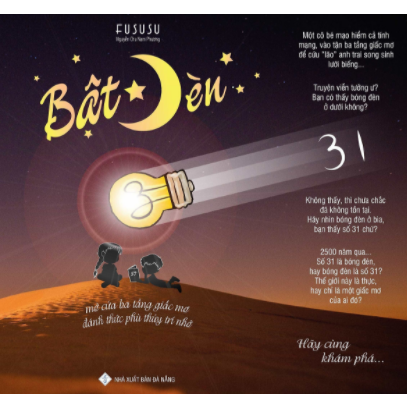 FUSUSU
Nguyễn Chu Nam Phương
Bật Đèn
31
mở cửa ba tầng giấc mơ
đánh thức phù thủy trí nhớ
NHÀ XUẤT BẢN ĐÀ NẴNG
Một cô bé mạo hiểm cả tính
mạng, vào tận ba tầng giấc mơ
để cứu "lão" anh trai song sinh
lười biếng...
Truyện viễn tưởng ư?
Bạn có thấy bóng đèn
ở dưới không?
31
Không thấy, thì chưa chắc
đã không tồn tại.
Hãy nhìn bóng đèn ở bìa,
bạn thấy số 31 chứ?
2500 năm qua...
Số 31 là bóng đèn,
hay bóng đèn là số 31?
Thế giới này là thực,
hay chỉ là một giấc mơ
của ai đó?
Hãy cùng
khám phá...